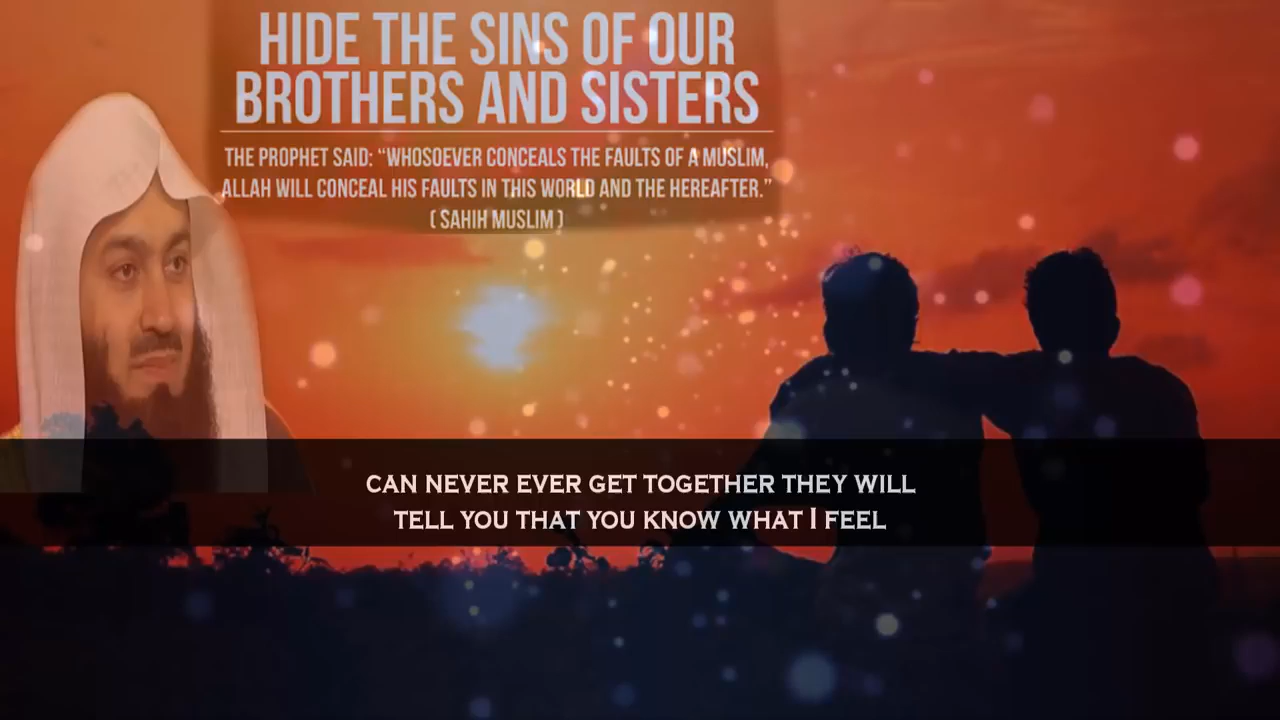 HIDE THE SINS OF OUR
BROTHERS AND SISTERS
THE PROPHET SAID: “WHOSOEVER CONCEALS THE FAULTS OF A MUSLIM,
ALLAH WILL CONCEAL HIS FAULTS IN THIS WORLD AND THE HEREAFTER.”
( SAHIH MUSLIM )
CAN NEVER EVER GET TOGETHER THEY WILL
TELL YOU THAT YOU KNOW WHAT I FEEL